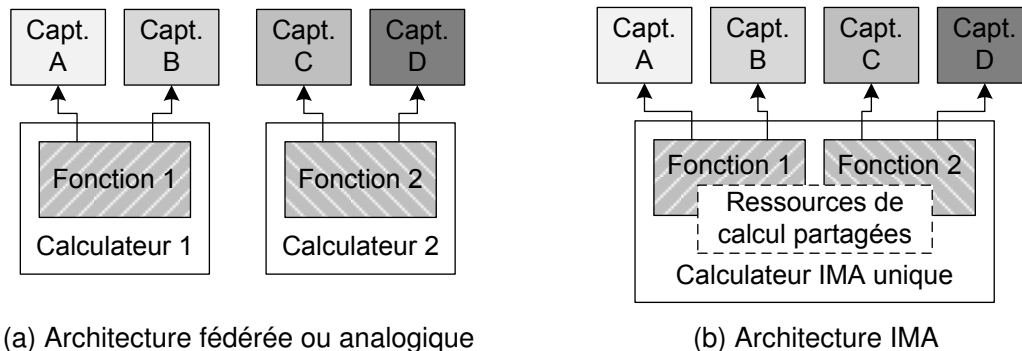 Capt. A
Capt. B
Capt. C
Capt. D
Fonction 1
Calculateur 1
Fonction 2
Calculateur 2
(a) Architecture fédérée ou analogique
Capt. A
Capt. B
Capt. C
Capt. D
Fonction 1
Fonction 2
Ressources de
calcul partagées
Calculateur IMA unique
(b) Architecture IMA